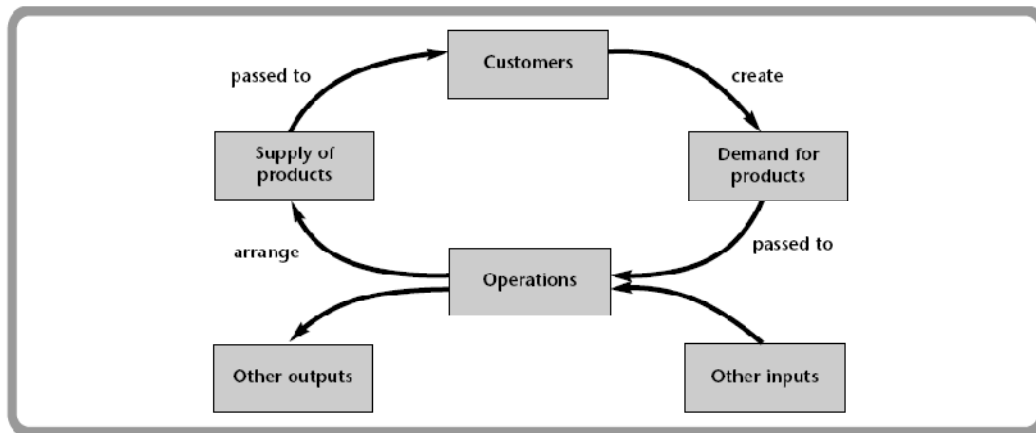 Customers
passed to
create
Supply of
products
Demand for
products
arrange
passed to
Operations
Other outputs
Other inputs